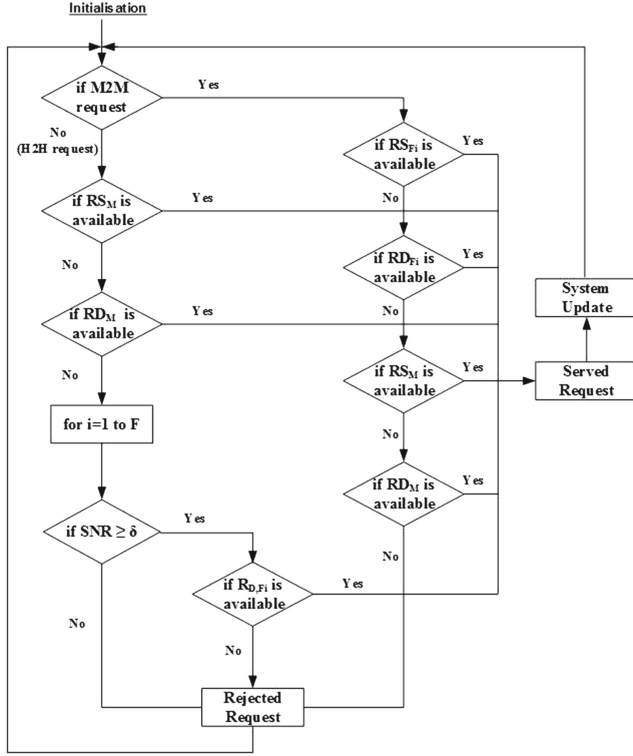 Initialisation
if M2M
request
Yes
No
(H2H request)
if RSFi is
available
Yes
No
if RSM is
available
Yes
No
if RDFi is
available
Yes
No
if RDM is
available
Yes
No
System
Update
if RSM is
available
Yes
No
Served
Request
for i=1 to F
if RDM is
available
Yes
No
if SNR ≥ δ
Yes
No
if RD,Fi is
available
Yes
No
Rejected
Request